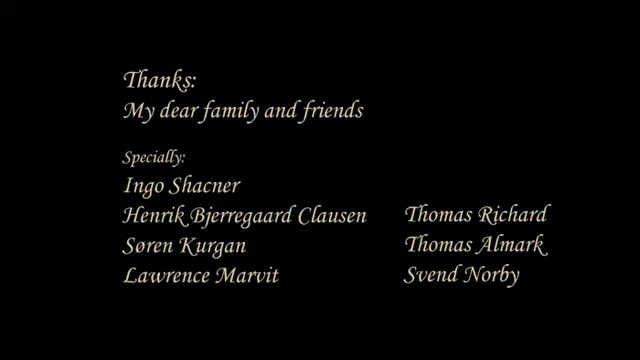 Thanks:
My dear family and friends
Specially:
Ingo Shacner
Henrik Bjerregaard Clausen
Søren Kurgan
Lawrence Marvit
Thomas Richard
Thomas Almark
Svend Norby